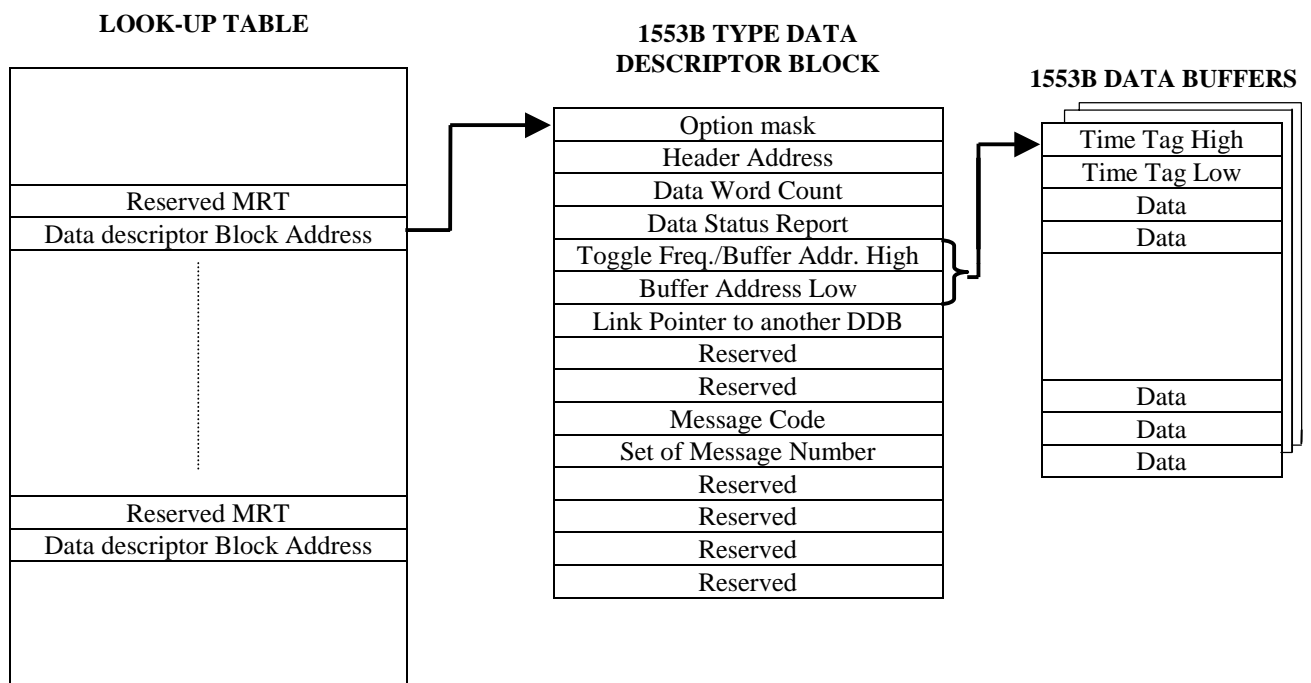 LOOK-UP TABLE
Reserved MRT
Data descriptor Block Address
Reserved MRT
Data descriptor Block Address
1553B TYPE DATA
DESCRIPTOR BLOCK
Option mask
Header Address
Data Word Count
Data Status Report
Toggle Freq./Buffer Addr. High
Buffer Address Low
Link Pointer to another DDB
Reserved
Reserved
Message Code
Set of Message Number
Reserved
Reserved
Reserved
Reserved
1553B DATA BUFFERS
Time Tag High
Time Tag Low
Data
Data
Data
Data
Data